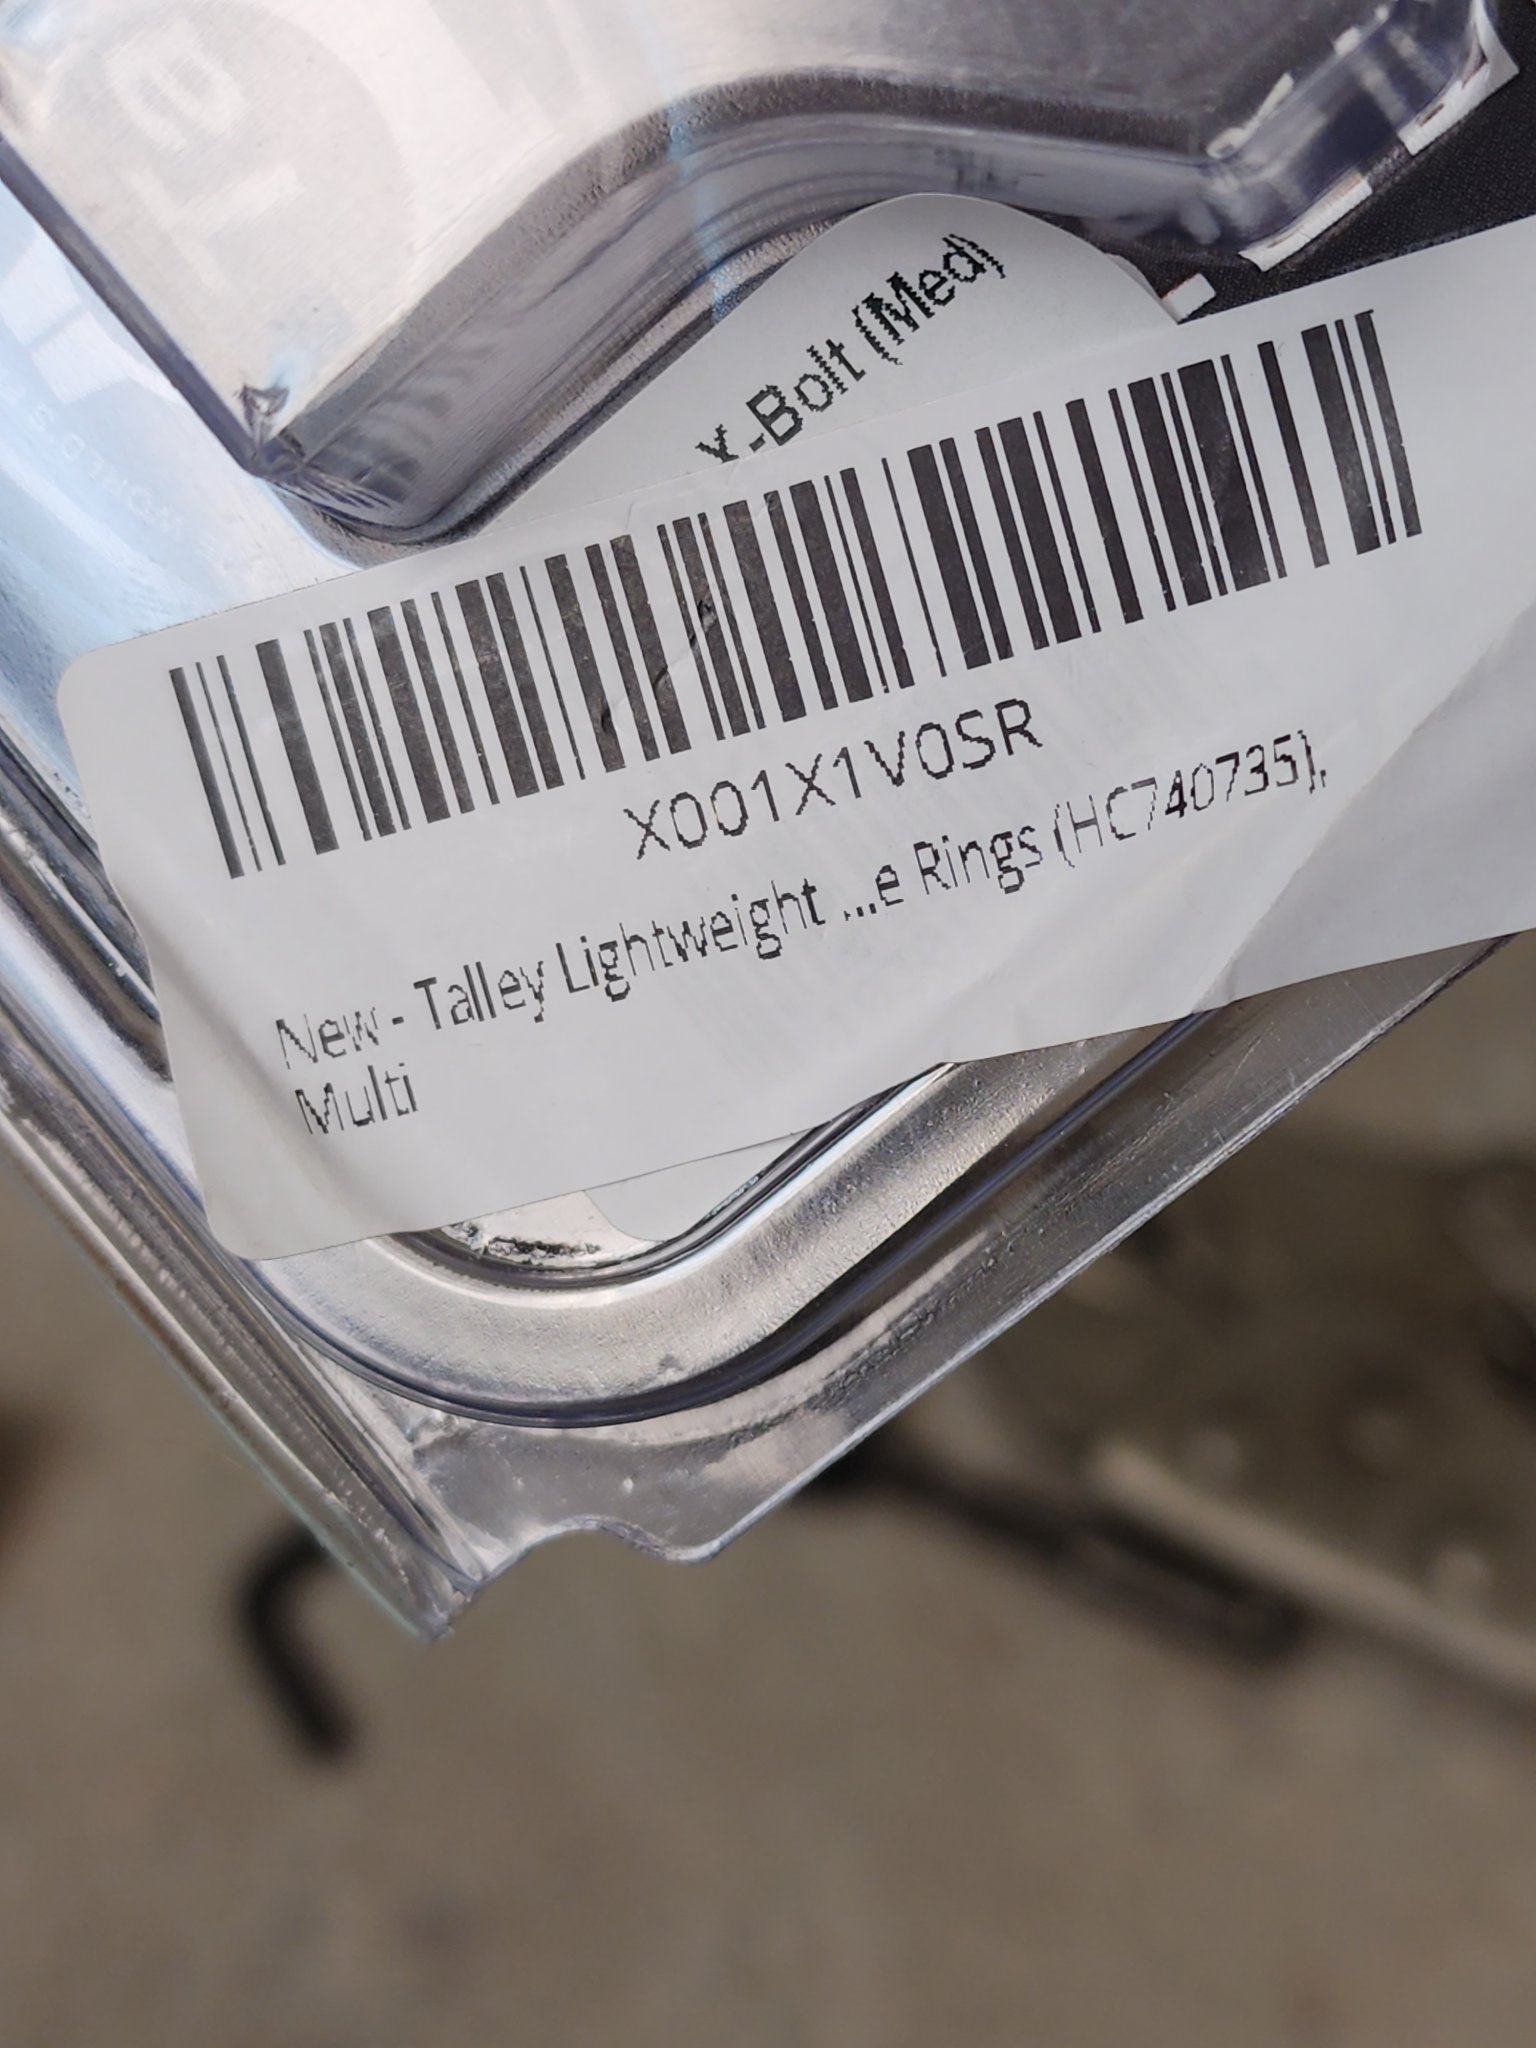 X-Bolt (Med)
X001X1V0SR
New - Talley Lightweight ...e Rings (HC740735),
Multi